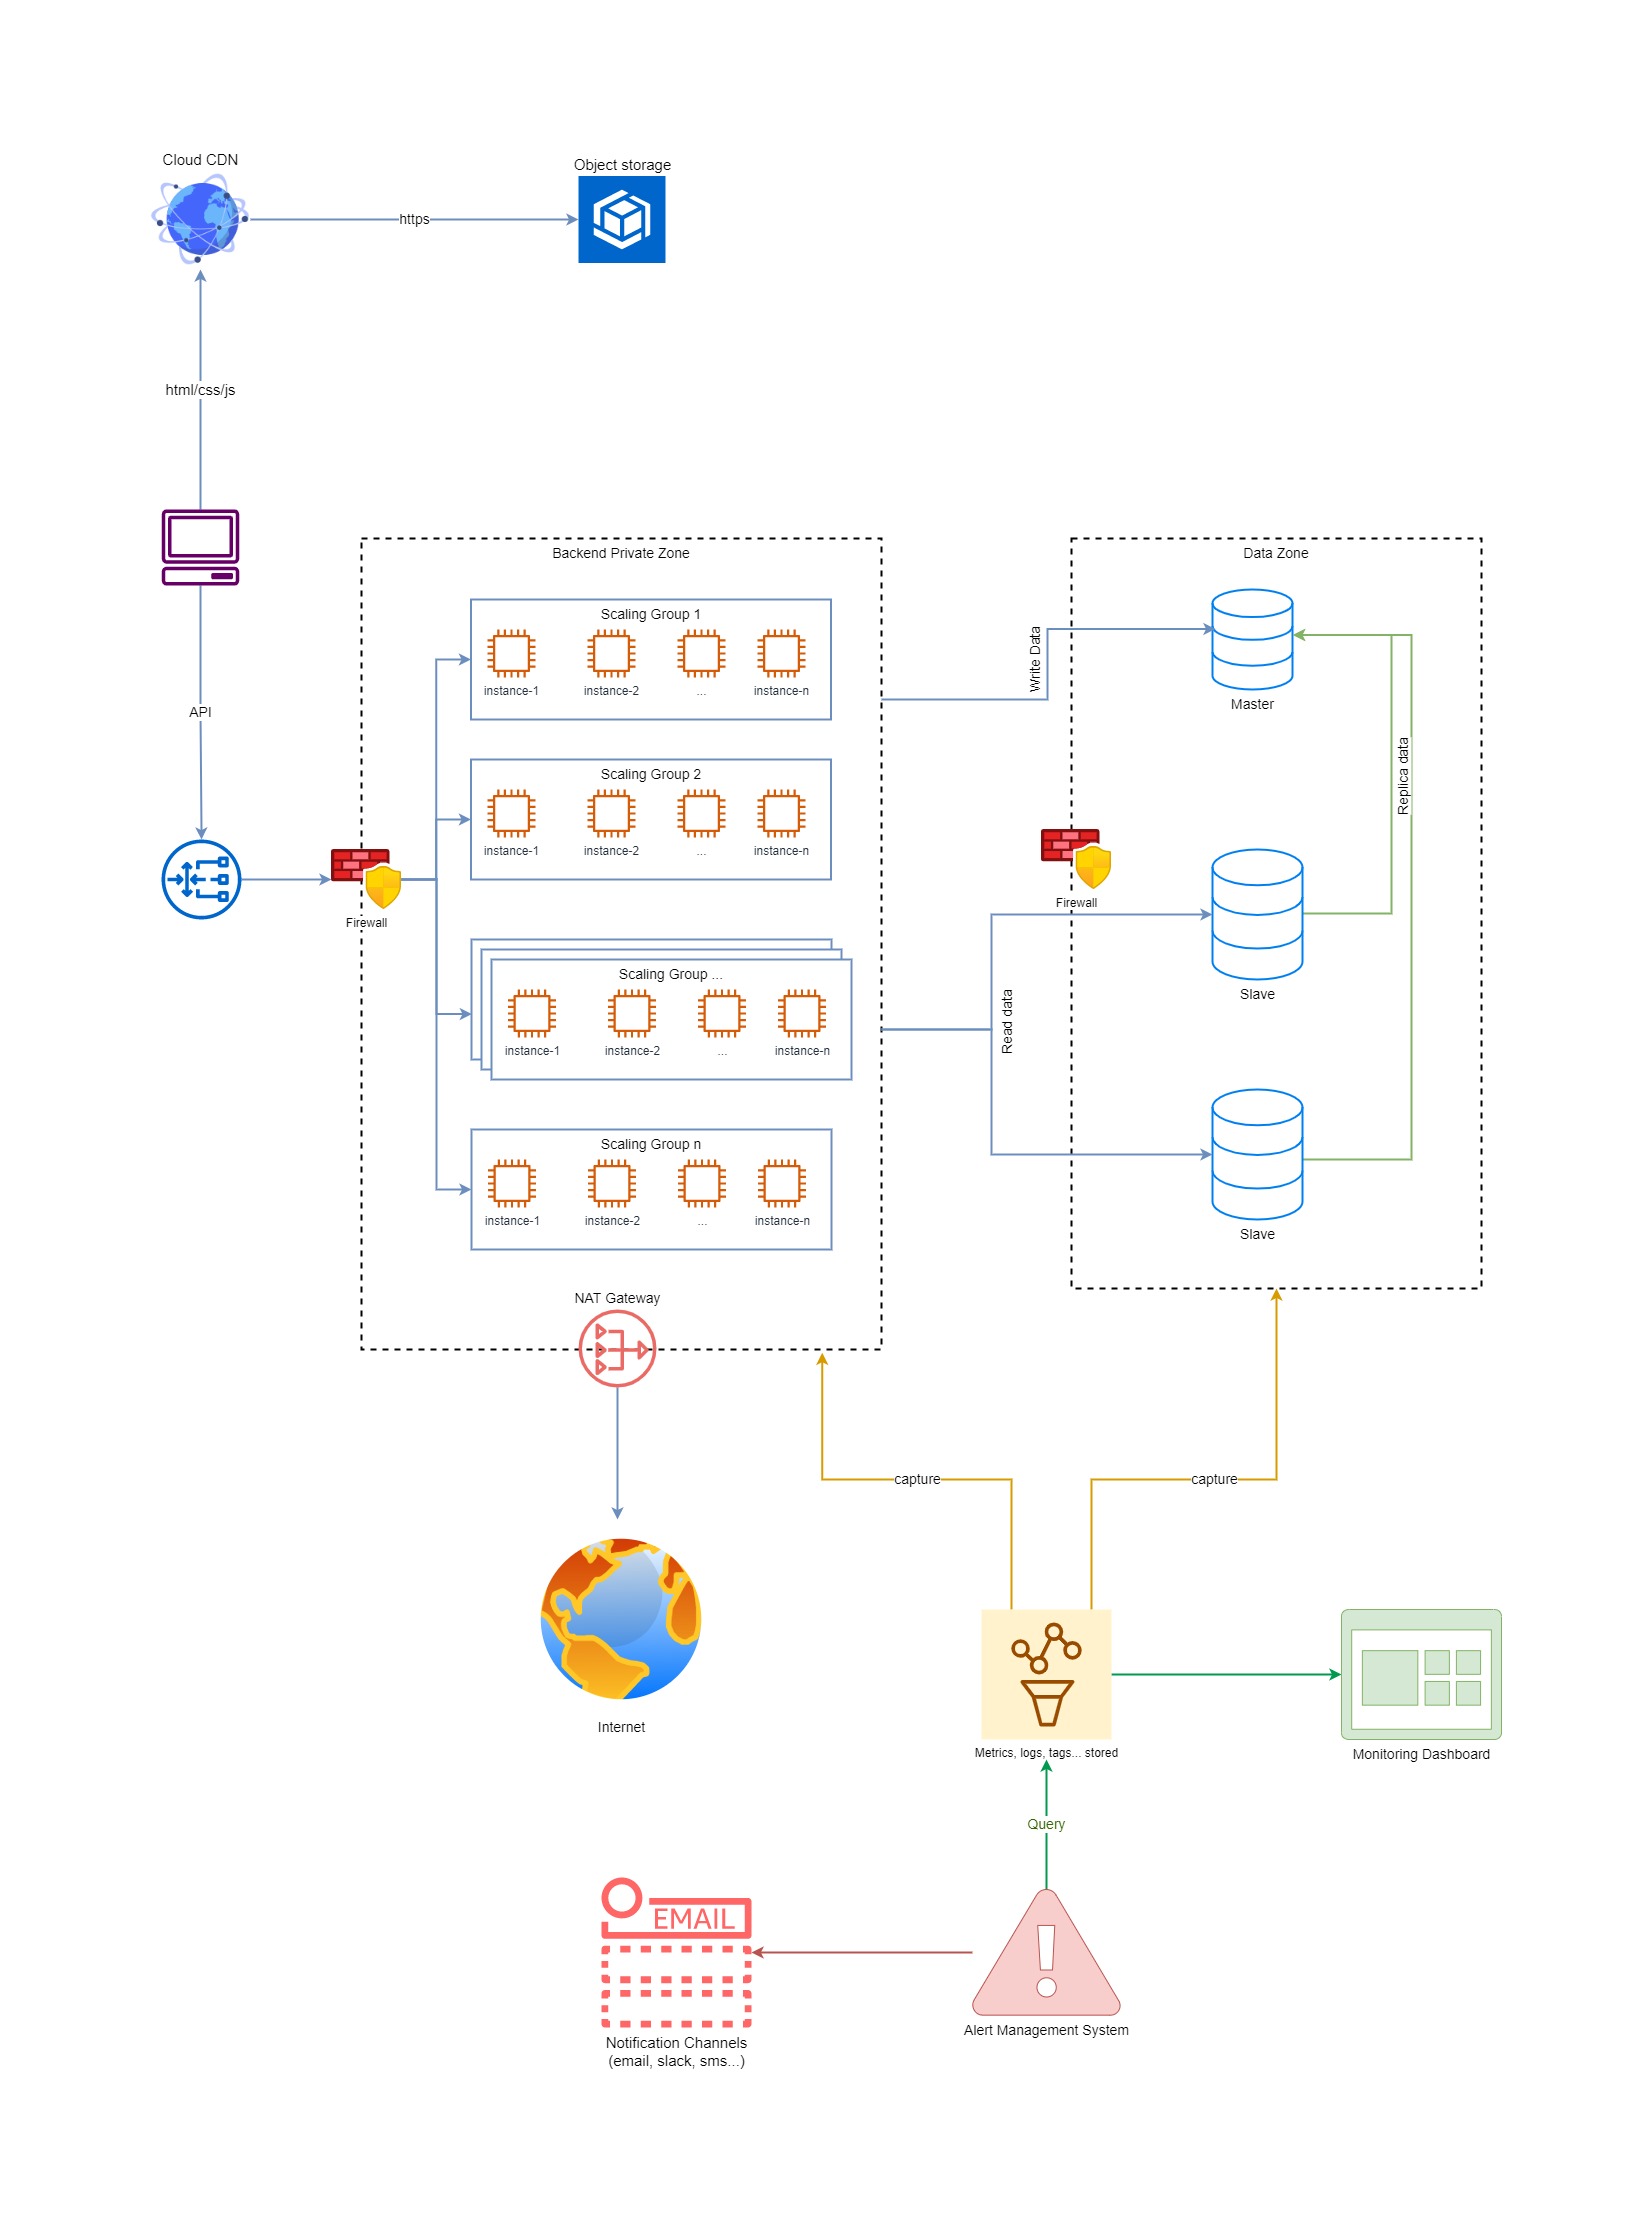 Cloud CDN
Object storage
https
html/css/js
Backend Private Zone
Data Zone
Scaling Group 1
instance-1
instance-2
...
instance-n
Write Data
Master
API
Scaling Group 2
instance-1
instance-2
...
instance-n
Replica data
Firewall
Firewall
Scaling Group ...
instance-1
instance-2
...
instance-n
Read data
Slave
Scaling Group n
instance-1
instance-2
...
instance-n
Slave
NAT Gateway
capture
capture
Internet
Metrics, logs, tags... stored
Monitoring Dashboard
Query
EMAIL
Alert Management System
Notification Channels
(email, slack, sms...)